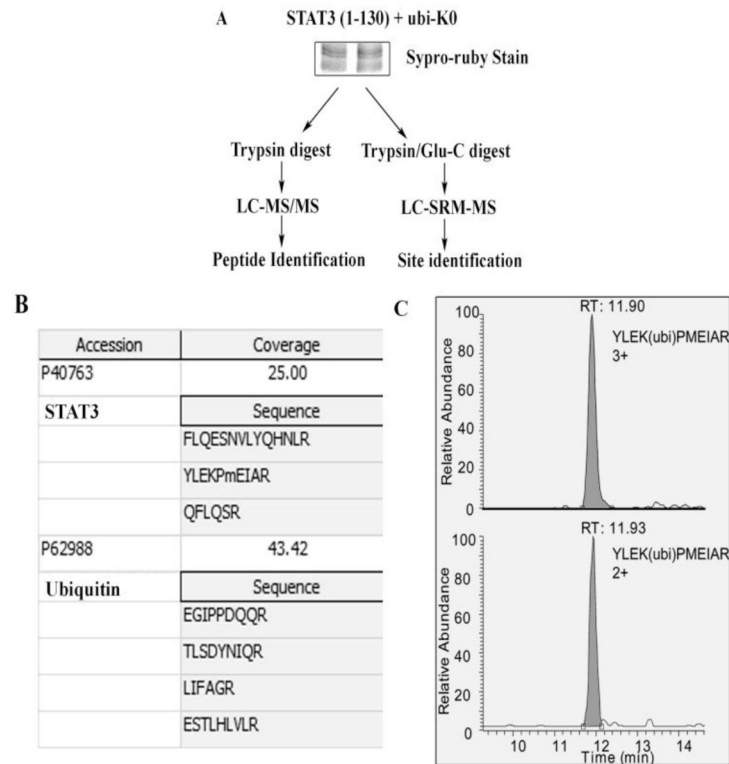 A
STAT3 (1-130) + ubi-K0
Sypro-ruby Stain
Trypsin digest
Trypsin/Glu-C digest
LC-MS/MS
LC-SRM-MS
Peptide Identification
Site identification
B
Accession Coverage
P40763 25.00
STAT3 Sequence
FLQESNVLYQHNLR
YLEKPmEIAR
QFLQSR
P62988 43.42
Ubiquitin Sequence
EGIPPDQQR
TLSDYNIQR
LIFAGR
ESTLHLVLR
C
RT: 11.90
YLEK(ubi)PMEIAR
3+
Relative Abundance
100
80
60
40
20
0
RT: 11.93
YLEK(ubi)PMEIAR
2+
Relative Abundance
100
80
60
40
20
0
10 11 12 13 14
Time (min)